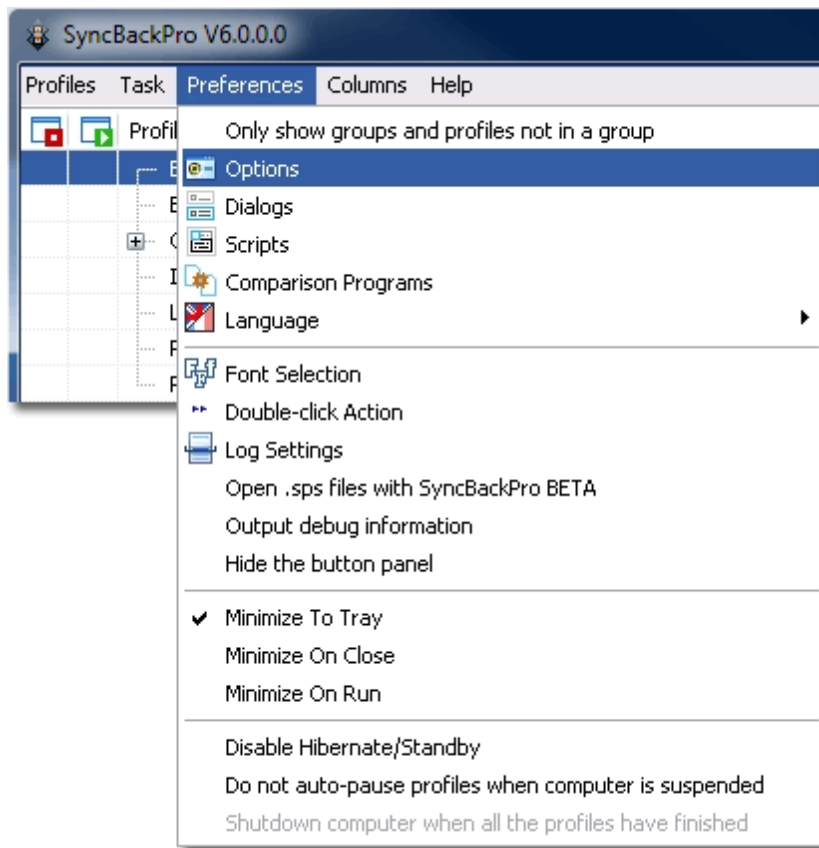 SyncBackPro V6.0.0.0
Profiles Task Preferences Columns Help
Only show groups and profiles not in a group
Options
Dialogs
Scripts
Comparison Programs
Language
Font Selection
Double-click Action
Log Settings
Open .sps files with SyncBackPro BETA
Output debug information
Hide the button panel
Minimize To Tray
Minimize On Close
Minimize On Run
Disable Hibernate/Standby
Do not auto-pause profiles when computer is suspended
Shutdown computer when all the profiles have finished